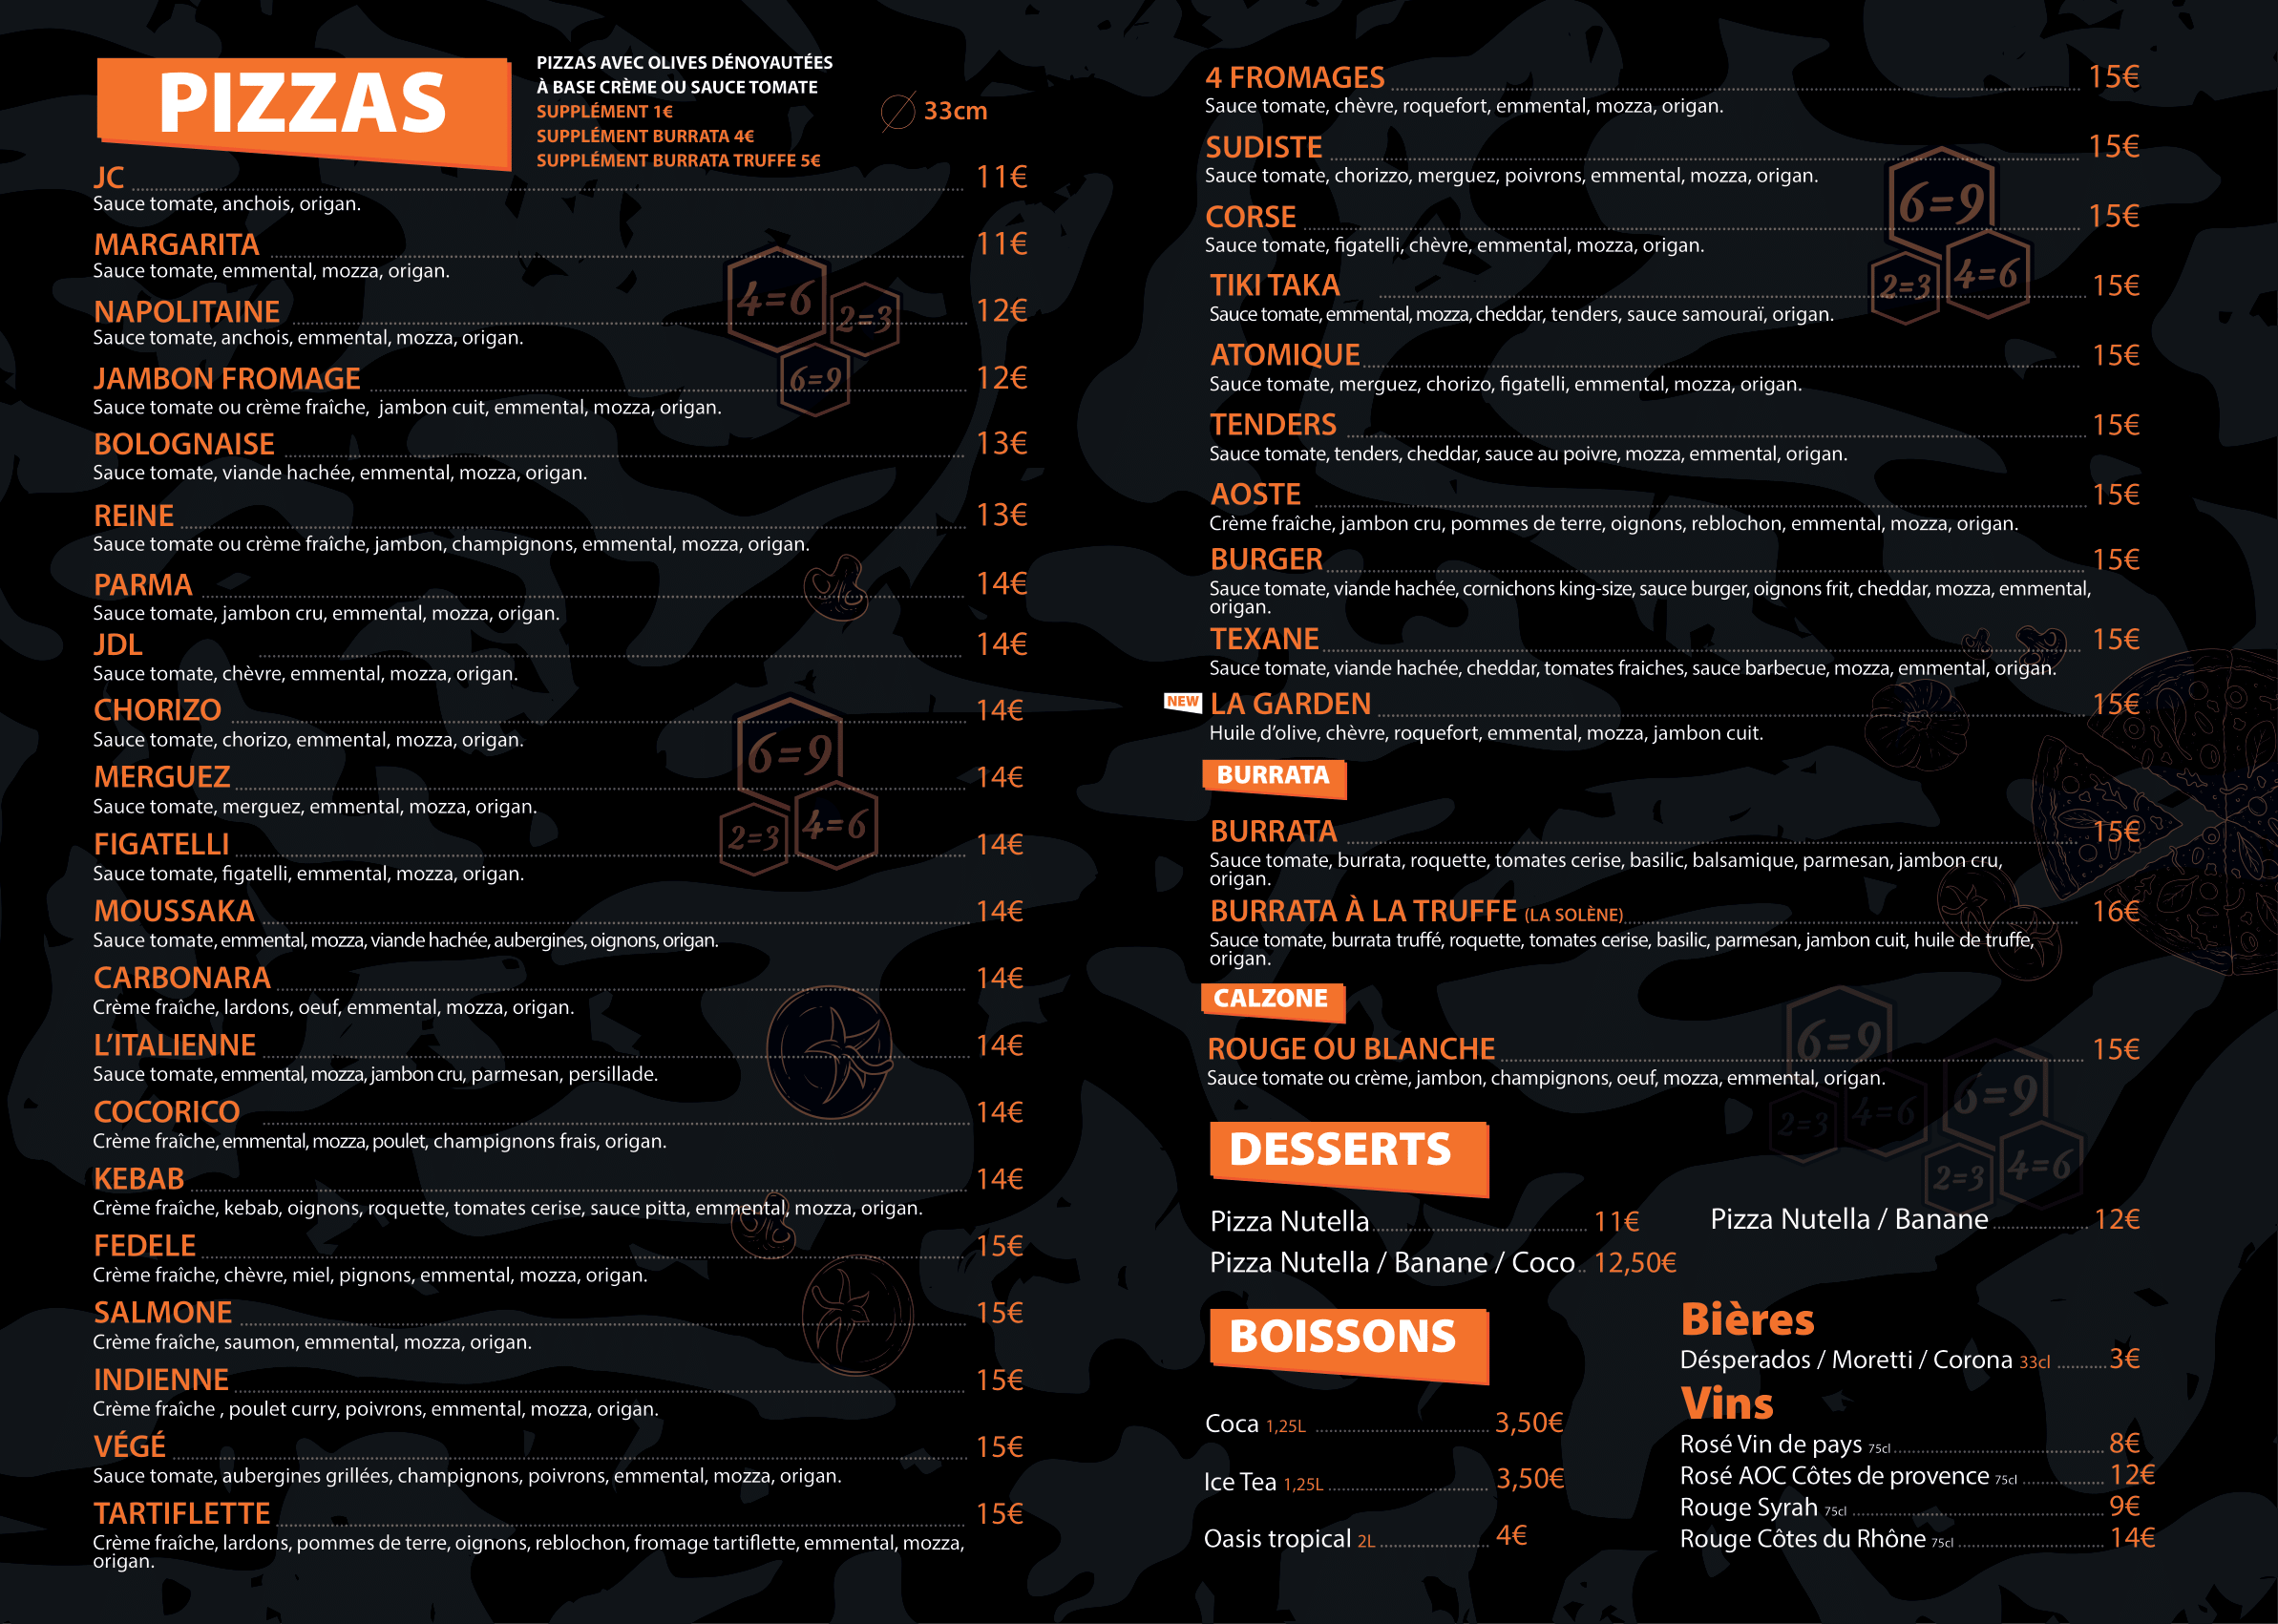 PIZZAS
PIZZAS AVEC OLIVES DÉNOYAUTÉES
À BASE CRÈME OU SAUCE TOMATE
SUPPLÉMENT 1€
SUPPLÉMENT BURRATA 4€
SUPPLÉMENT BURRATA TRUFFE 5€
33cm
JC 11€
Sauce tomate, anchois, origan.
MARGARITA 11€
Sauce tomate, emmental, mozza, origan.
NAPOLITAINE 12€
Sauce tomate, anchois, emmental, mozza, origan.
JAMBON FROMAGE 12€
Sauce tomate ou crème fraîche, jambon cuit, emmental, mozza, origan.
4=6
2=3
6=9
BOLOGNAISE 13€
Sauce tomate, viande hachée, emmental, mozza, origan.
REINE 13€
Sauce tomate ou crème fraîche, jambon, champignons, emmental, mozza, origan.
PARMA 14€
Sauce tomate, jambon cru, emmental, mozza, origan.
JDL 14€
Sauce tomate, chèvre, emmental, mozza, origan.
CHORIZO 14€
Sauce tomate, chorizo, emmental, mozza, origan.
MERGUEZ 14€
Sauce tomate, merguez, emmental, mozza, origan.
6=9
2=3
4=6
FIGATELLI 14€
Sauce tomate, figatelli, emmental, mozza, origan.
MOUSSAKA 14€
Sauce tomate, emmental, mozza, viande hachée, aubergines, oignons, origan.
CARBONARA 14€
Crème fraîche, lardons, oeuf, emmental, mozza, origan.
L'ITALIENNE 14€
Sauce tomate, emmental, mozza, jambon cru, parmesan, persillade.
COCORICO 14€
Crème fraîche, emmental, mozza, poulet, champignons frais, origan.
KEBAB 14€
Crème fraîche, kebab, oignons, roquette, tomates cerise, sauce pitta, emmental, mozza, origan.
FEDELE 15€
Crème fraîche, chèvre, miel, pignons, emmental, mozza, origan.
SALMONE 15€
Crème fraîche, saumon, emmental, mozza, origan.
INDIENNE 15€
Crème fraîche , poulet curry, poivrons, emmental, mozza, origan.
VÉGÉ 15€
Sauce tomate, aubergines grillées, champignons, poivrons, emmental, mozza, origan.
TARTIFLETTE 15€
Crème fraîche, lardons, pommes de terre, oignons, reblochon, fromage tartiflette, emmental, mozza,
origan.
4 FROMAGES 15€
Sauce tomate, chèvre, roquefort, emmental, mozza, origan.
SUDISTE 15€
Sauce tomate, chorizzo, merguez, poivrons, emmental, mozza, origan.
CORSE 15€
Sauce tomate, figatelli, chèvre, emmental, mozza, origan.
6=9
2=3
4=6
TIKI TAKA 15€
Sauce tomate, emmental, mozza, cheddar, tenders, sauce samouraï, origan.
ATOMIQUE 15€
Sauce tomate, merguez, chorizo, figatelli, emmental, mozza, origan.
TENDERS 15€
Sauce tomate, tenders, cheddar, sauce au poivre, mozza, emmental, origan.
AOSTE 15€
Crème fraîche, jambon cru, pommes de terre, oignons, reblochon, emmental, mozza, origan.
BURGER 15€
Sauce tomate, viande hachée, cornichons king-size, sauce burger, oignons frit, cheddar, mozza, emmental,
origan.
TEXANE 15€
Sauce tomate, viande hachée, cheddar, tomates fraiches, sauce barbecue, mozza, emmental, origan.
NEW LA GARDEN 15€
Huile d'olive, chèvre, roquefort, emmental, mozza, jambon cuit.
BURRATA
BURRATA 15€
Sauce tomate, burrata, roquette, tomates cerise, basilic, balsamique, parmesan, jambon cru,
origan.
BURRATA À LA TRUFFE (LA SOLÈNE) 16€
Sauce tomate, burrata truffé, roquette, tomates cerise, basilic, parmesan, jambon cuit, huile de truffe,
origan.
CALZONE
ROUGE OU BLANCHE 15€
Sauce tomate ou crème, jambon, champignons, oeuf, mozza, emmental, origan.
6=9
2=3
4=6
6=9
2=3
4=6
DESSERTS
Pizza Nutella 11€
Pizza Nutella / Banane 12€
Pizza Nutella / Banane / Coco 12,50€
BOISSONS
Coca 1,25L 3,50€
Ice Tea 1,25L 3,50€
Oasis tropical 2L 4€
Bières
Désperados / Moretti / Corona 33cl 3€
Vins
Rosé Vin de pays 75cl 8€
Rosé AOC Côtes de provence 75cl 12€
Rouge Syrah 75cl 9€
Rouge Côtes du Rhône 75cl 14€